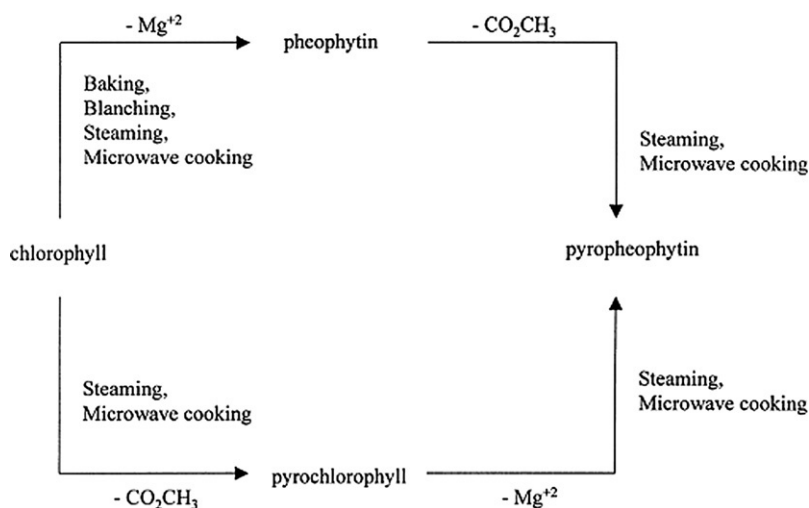 - Mg+2
- CO2CH3
pheophytin
Baking,
Blanching,
Steaming,
Microwave cooking
Steaming,
Microwave cooking
chlorophyll
pyropheophytin
Steaming,
Microwave cooking
Steaming,
Microwave cooking
pyrochlorophyll
- CO2CH3
- Mg+2